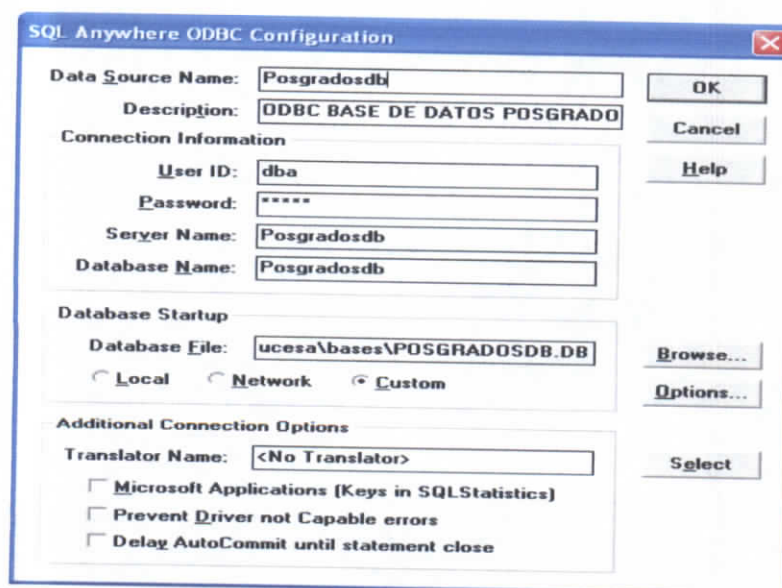 SQL Anywhere ODBC Configuration
Data Source Name: Posgradosdb
OK
Description: ODBC BASE DE DATOS POSGRADO
Cancel
Connection Information
Help
User ID: dba
Password: *****
Server Name: Posgradosdb
Database Name: Posgradosdb
Database Startup
Database File: ucesa\bases\POSGRADOSDB.DB
Browse...
Local Network Custom
Options...
Additional Connection Options
Translator Name: <No Translator>
Select
Microsoft Applications (Keys in SQLStatistics)
Prevent Driver not Capable errors
Delay AutoCommit until statement close